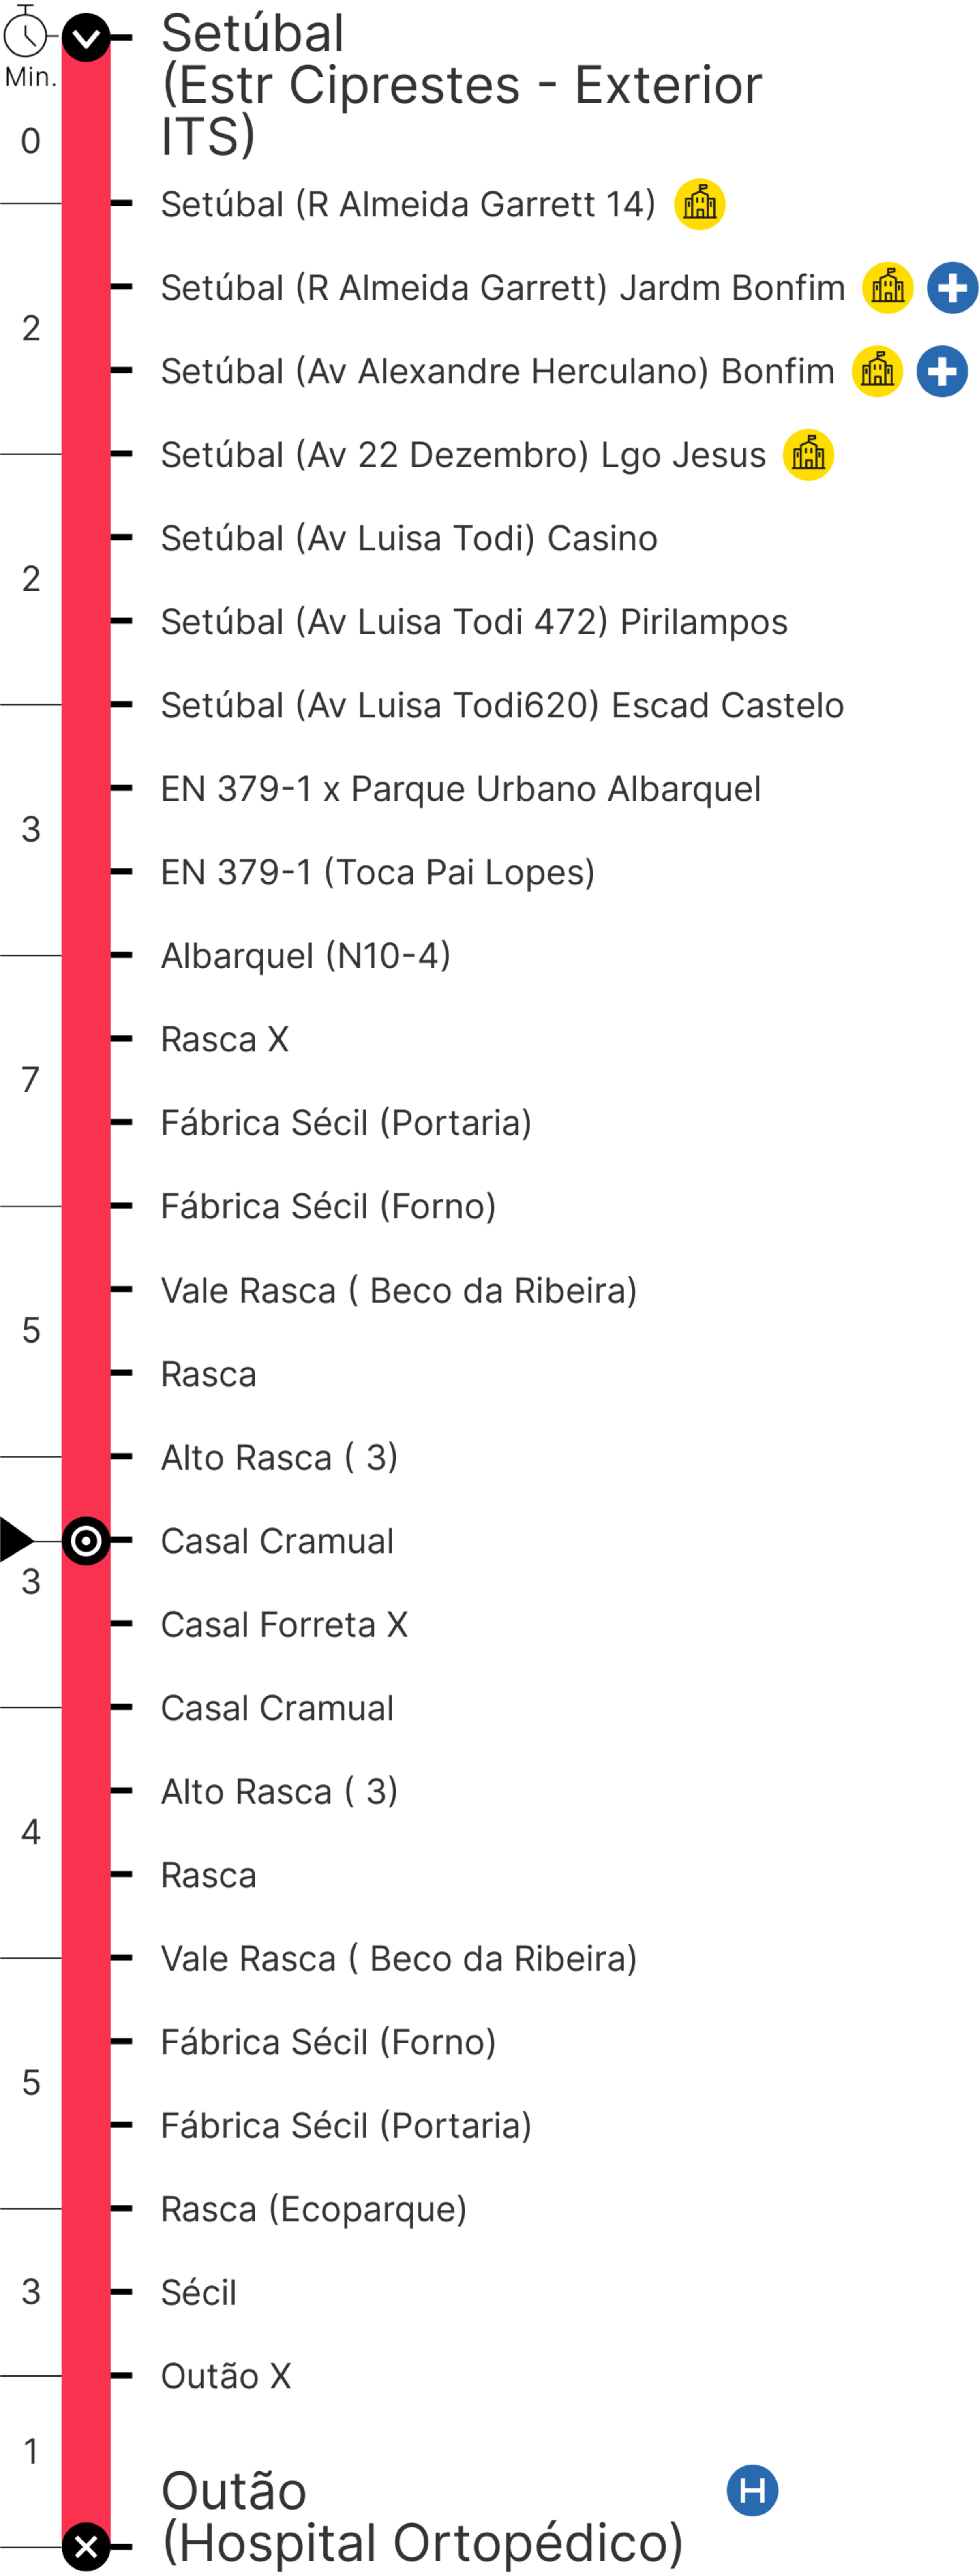 Min.
Setúbal
(Estr Ciprestes - Exterior
ITS)
0
Setúbal (R Almeida Garrett 14)
Setúbal (R Almeida Garrett) Jardm Bonfim
2
Setúbal (Av Alexandre Herculano) Bonfim
Setúbal (Av 22 Dezembro) Lgo Jesus
Setúbal (Av Luisa Todi) Casino
2
Setúbal (Av Luisa Todi 472) Pirilampos
Setúbal (Av Luisa Todi620) Escad Castelo
EN 379-1 x Parque Urbano Albarquel
3
EN 379-1 (Toca Pai Lopes)
Albarquel (N10-4)
Rasca X
7
Fábrica Sécil (Portaria)
Fábrica Sécil (Forno)
Vale Rasca ( Beco da Ribeira)
5
Rasca
Alto Rasca ( 3)
Casal Cramual
3
Casal Forreta X
Casal Cramual
Alto Rasca ( 3)
4
Rasca
Vale Rasca ( Beco da Ribeira)
Fábrica Sécil (Forno)
5
Fábrica Sécil (Portaria)
Rasca (Ecoparque)
3
Sécil
Outão X
1
Outão
H
(Hospital Ortopédico)